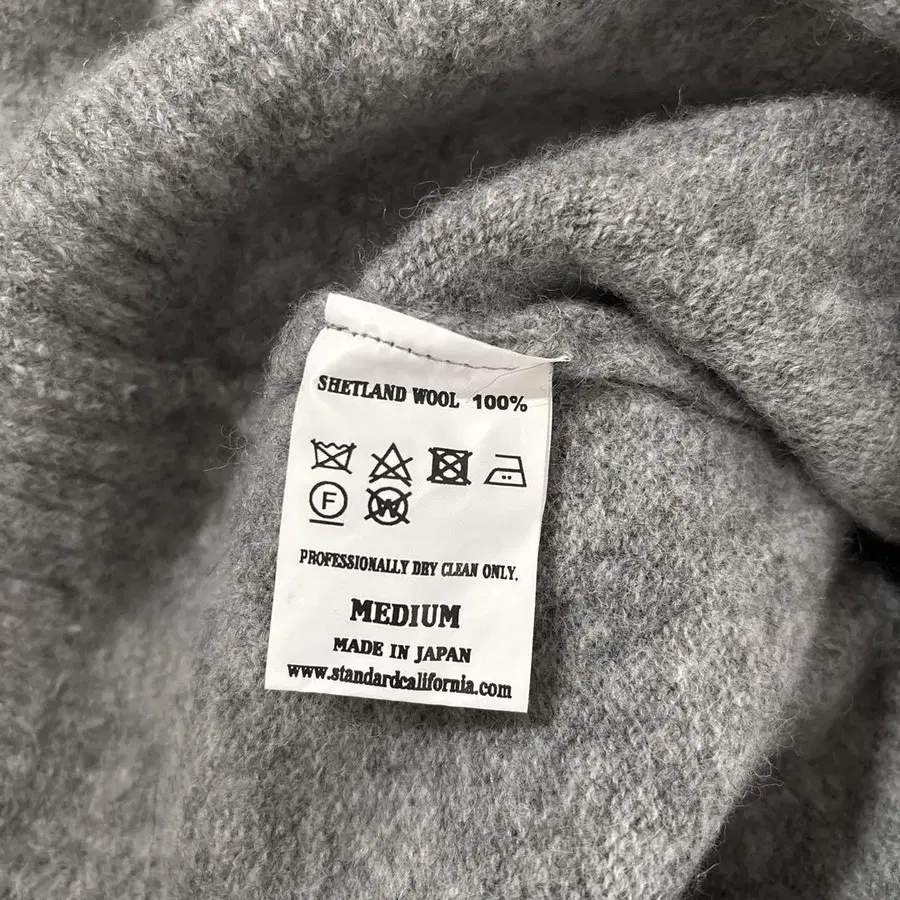 SHETLAND WOOL 100%
F W
PROFESSIONALLY DRY CLEAN ONLY.
MEDIUM
MADE IN JAPAN
www.standardcalifornia.com